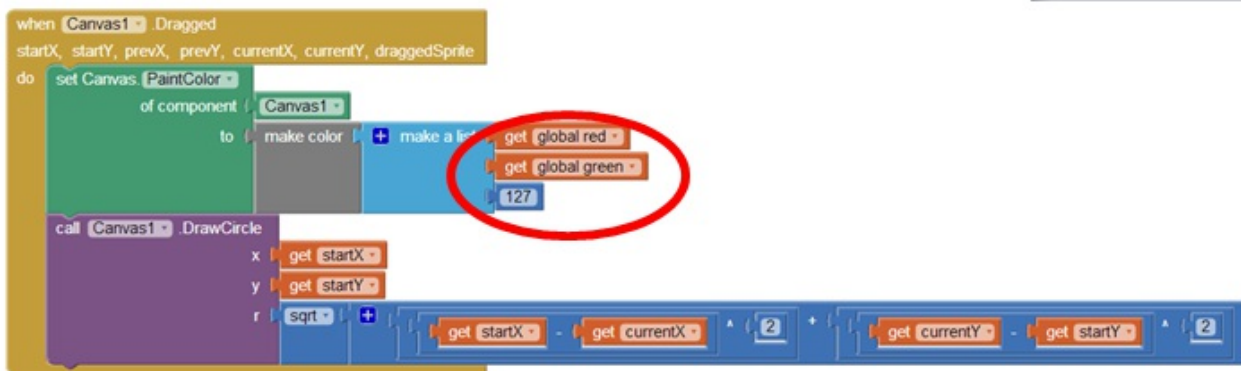 when Canvas1 .Dragged
startX, startY, prevX, prevY, currentX, currentY, draggedSprite
do set Canvas. PaintColor
of component Canvas1
to make color make a list get global red
get global green
127
call Canvas1 .DrawCircle
x get startX
y get startY
r sqrt get startX - get currentX ^ 2 + get currentY - get startY ^ 2